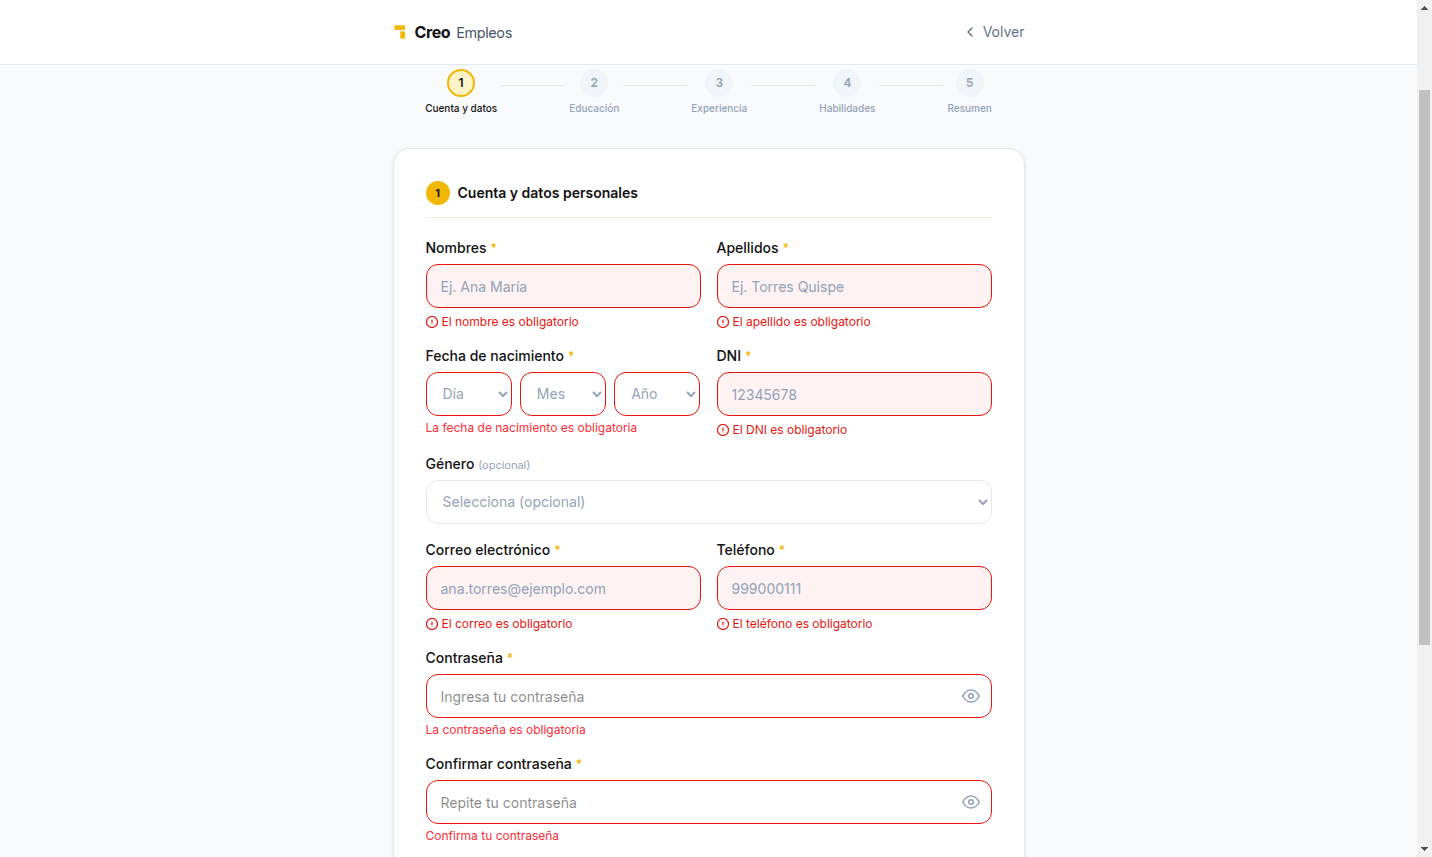 Creo Empleos
Volver
1 2 3 4 5
Cuenta y datos Educación Experiencia Habilidades Resumen
1 Cuenta y datos personales
Nombres * Apellidos *
Ej. Ana María Ej. Torres Quispe
El nombre es obligatorio El apellido es obligatorio
Fecha de nacimiento * DNI *
Día Mes Año 12345678
La fecha de nacimiento es obligatoria El DNI es obligatorio
Género (opcional)
Selecciona (opcional)
Correo electrónico * Teléfono *
ana.torres@ejemplo.com 999000111
El correo es obligatorio El teléfono es obligatorio
Contraseña *
Ingresa tu contraseña
La contraseña es obligatoria
Confirmar contraseña *
Repite tu contraseña
Confirma tu contraseña